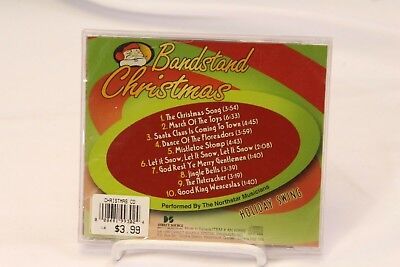 Bandstand
Christmas
1. The Christmas Song (3:54)
2. March Of The Toys (6:33)
3. Santa Claus Is Coming To Town (4:45)
4. Dance Of The Floreadors (3:59)
5. Mistletoe Stomp (4:43)
6. Let it Snow, Let It Snow, Let It Snow (2:08)
7. God Rest Ye Merry Gentlemen (1:40)
8. Jingle Bells (3:39)
9. The Nutcracker (3:19)
10. Good King Wenceslas (1:40)
Performed By The Northstar Musicians
HOLIDAY SWING
CHRISTMAS CD
$3.99
DS
DIRECT SOURCE